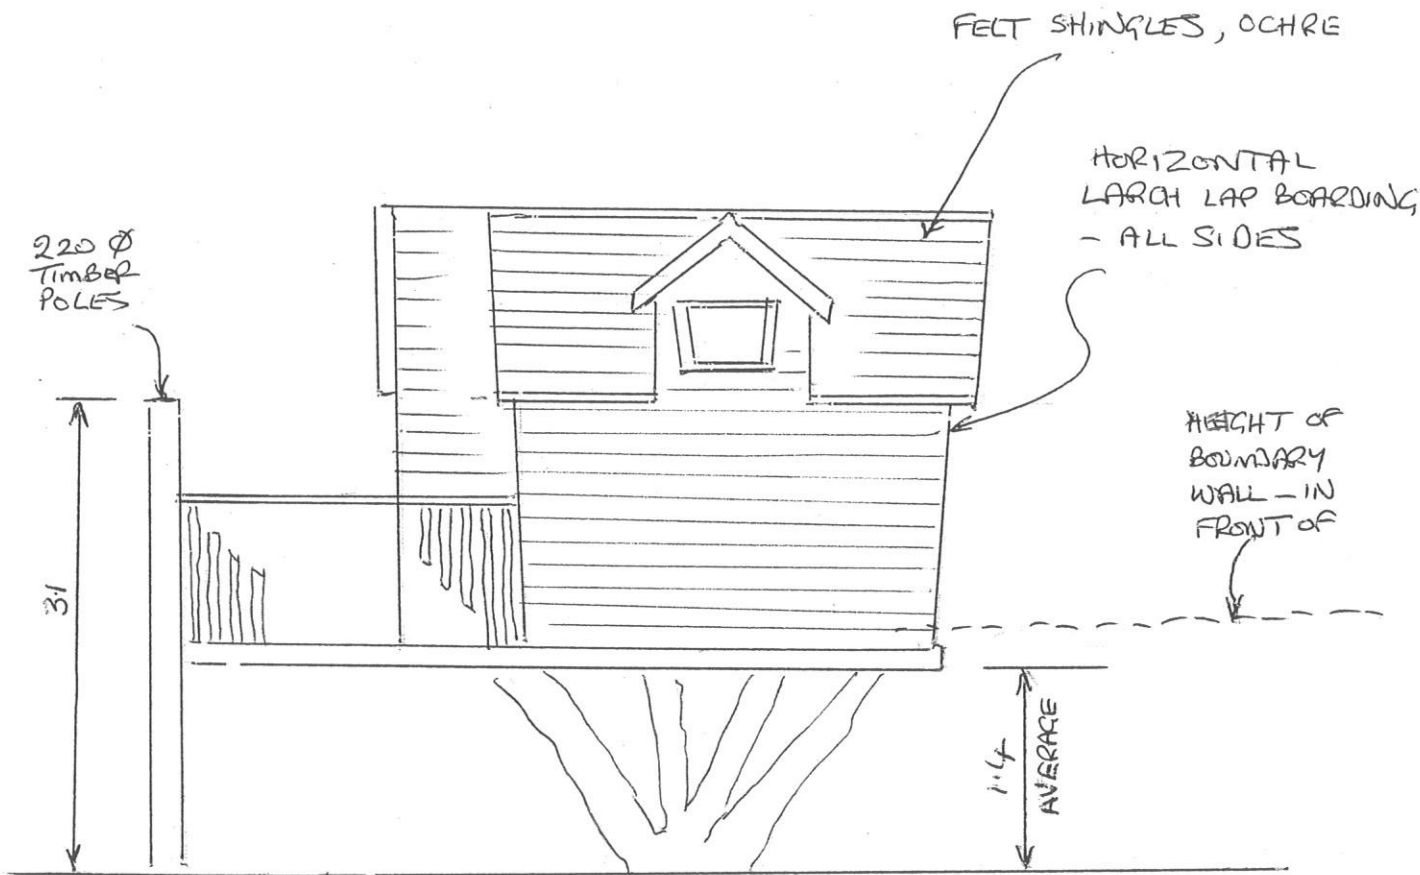 FELT SHINGLES, OCHRE
HORIZONTAL
LARCH LAP BOARDING
- ALL SIDES
220 Ø
TIMBER
POLES
HEIGHT OF
BOUNDARY
WALL - IN
FRONT OF
3.1
1.4
AVERAGE